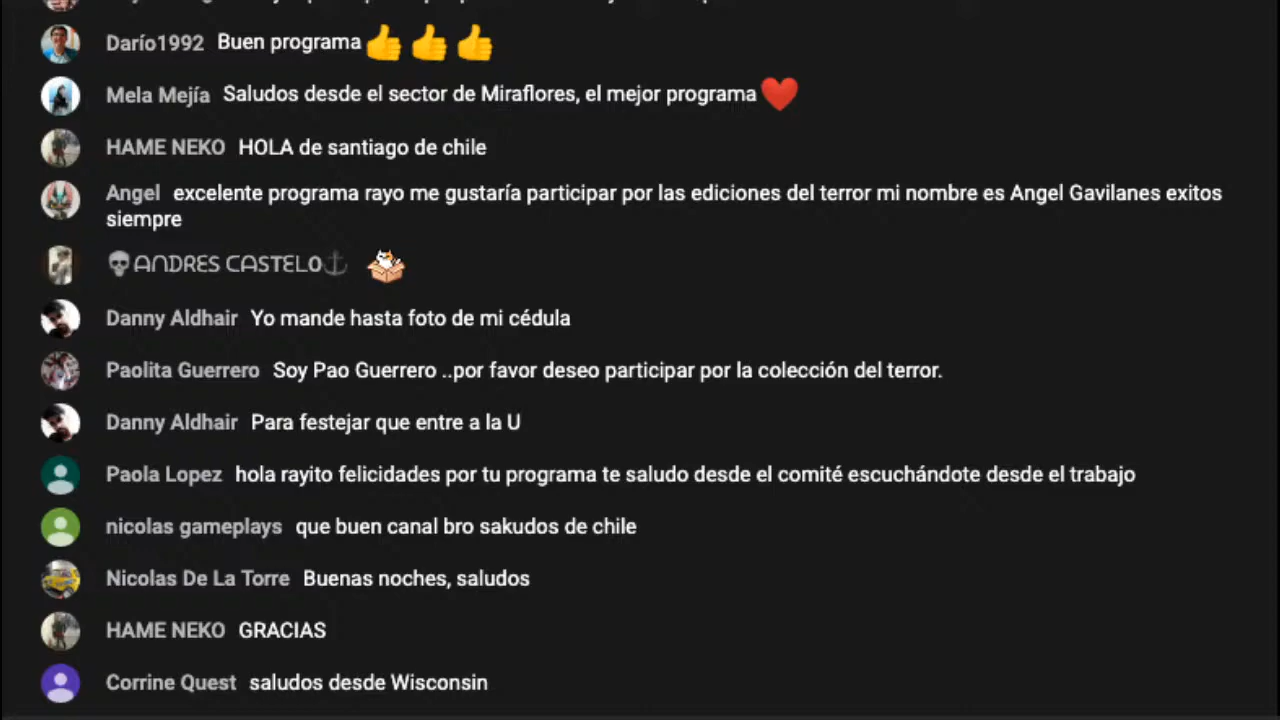 Darío1992 Buen programa👍👍👍
Mela Mejía Saludos desde el sector de Miraflores, el mejor programa❤️
HAME NEKO HOLA de santiago de chile
Angel excelente programa rayo me gustaría participar por las ediciones del terror mi nombre es Angel Gavilanes exitos
siempre
💀ANDRES CASTELO⚓
Danny Aldhair Yo mande hasta foto de mi cédula
Paolita Guerrero Soy Pao Guerrero ..por favor deseo participar por la colección del terror.
Danny Aldhair Para festejar que entre a la U
Paola Lopez hola rayito felicidades por tu programa te saludo desde el comité escuchándote desde el trabajo
nicolas gameplays que buen canal bro sakudos de chile
Nicolas De La Torre Buenas noches, saludos
HAME NEKO GRACIAS
Corrine Quest saludos desde Wisconsin